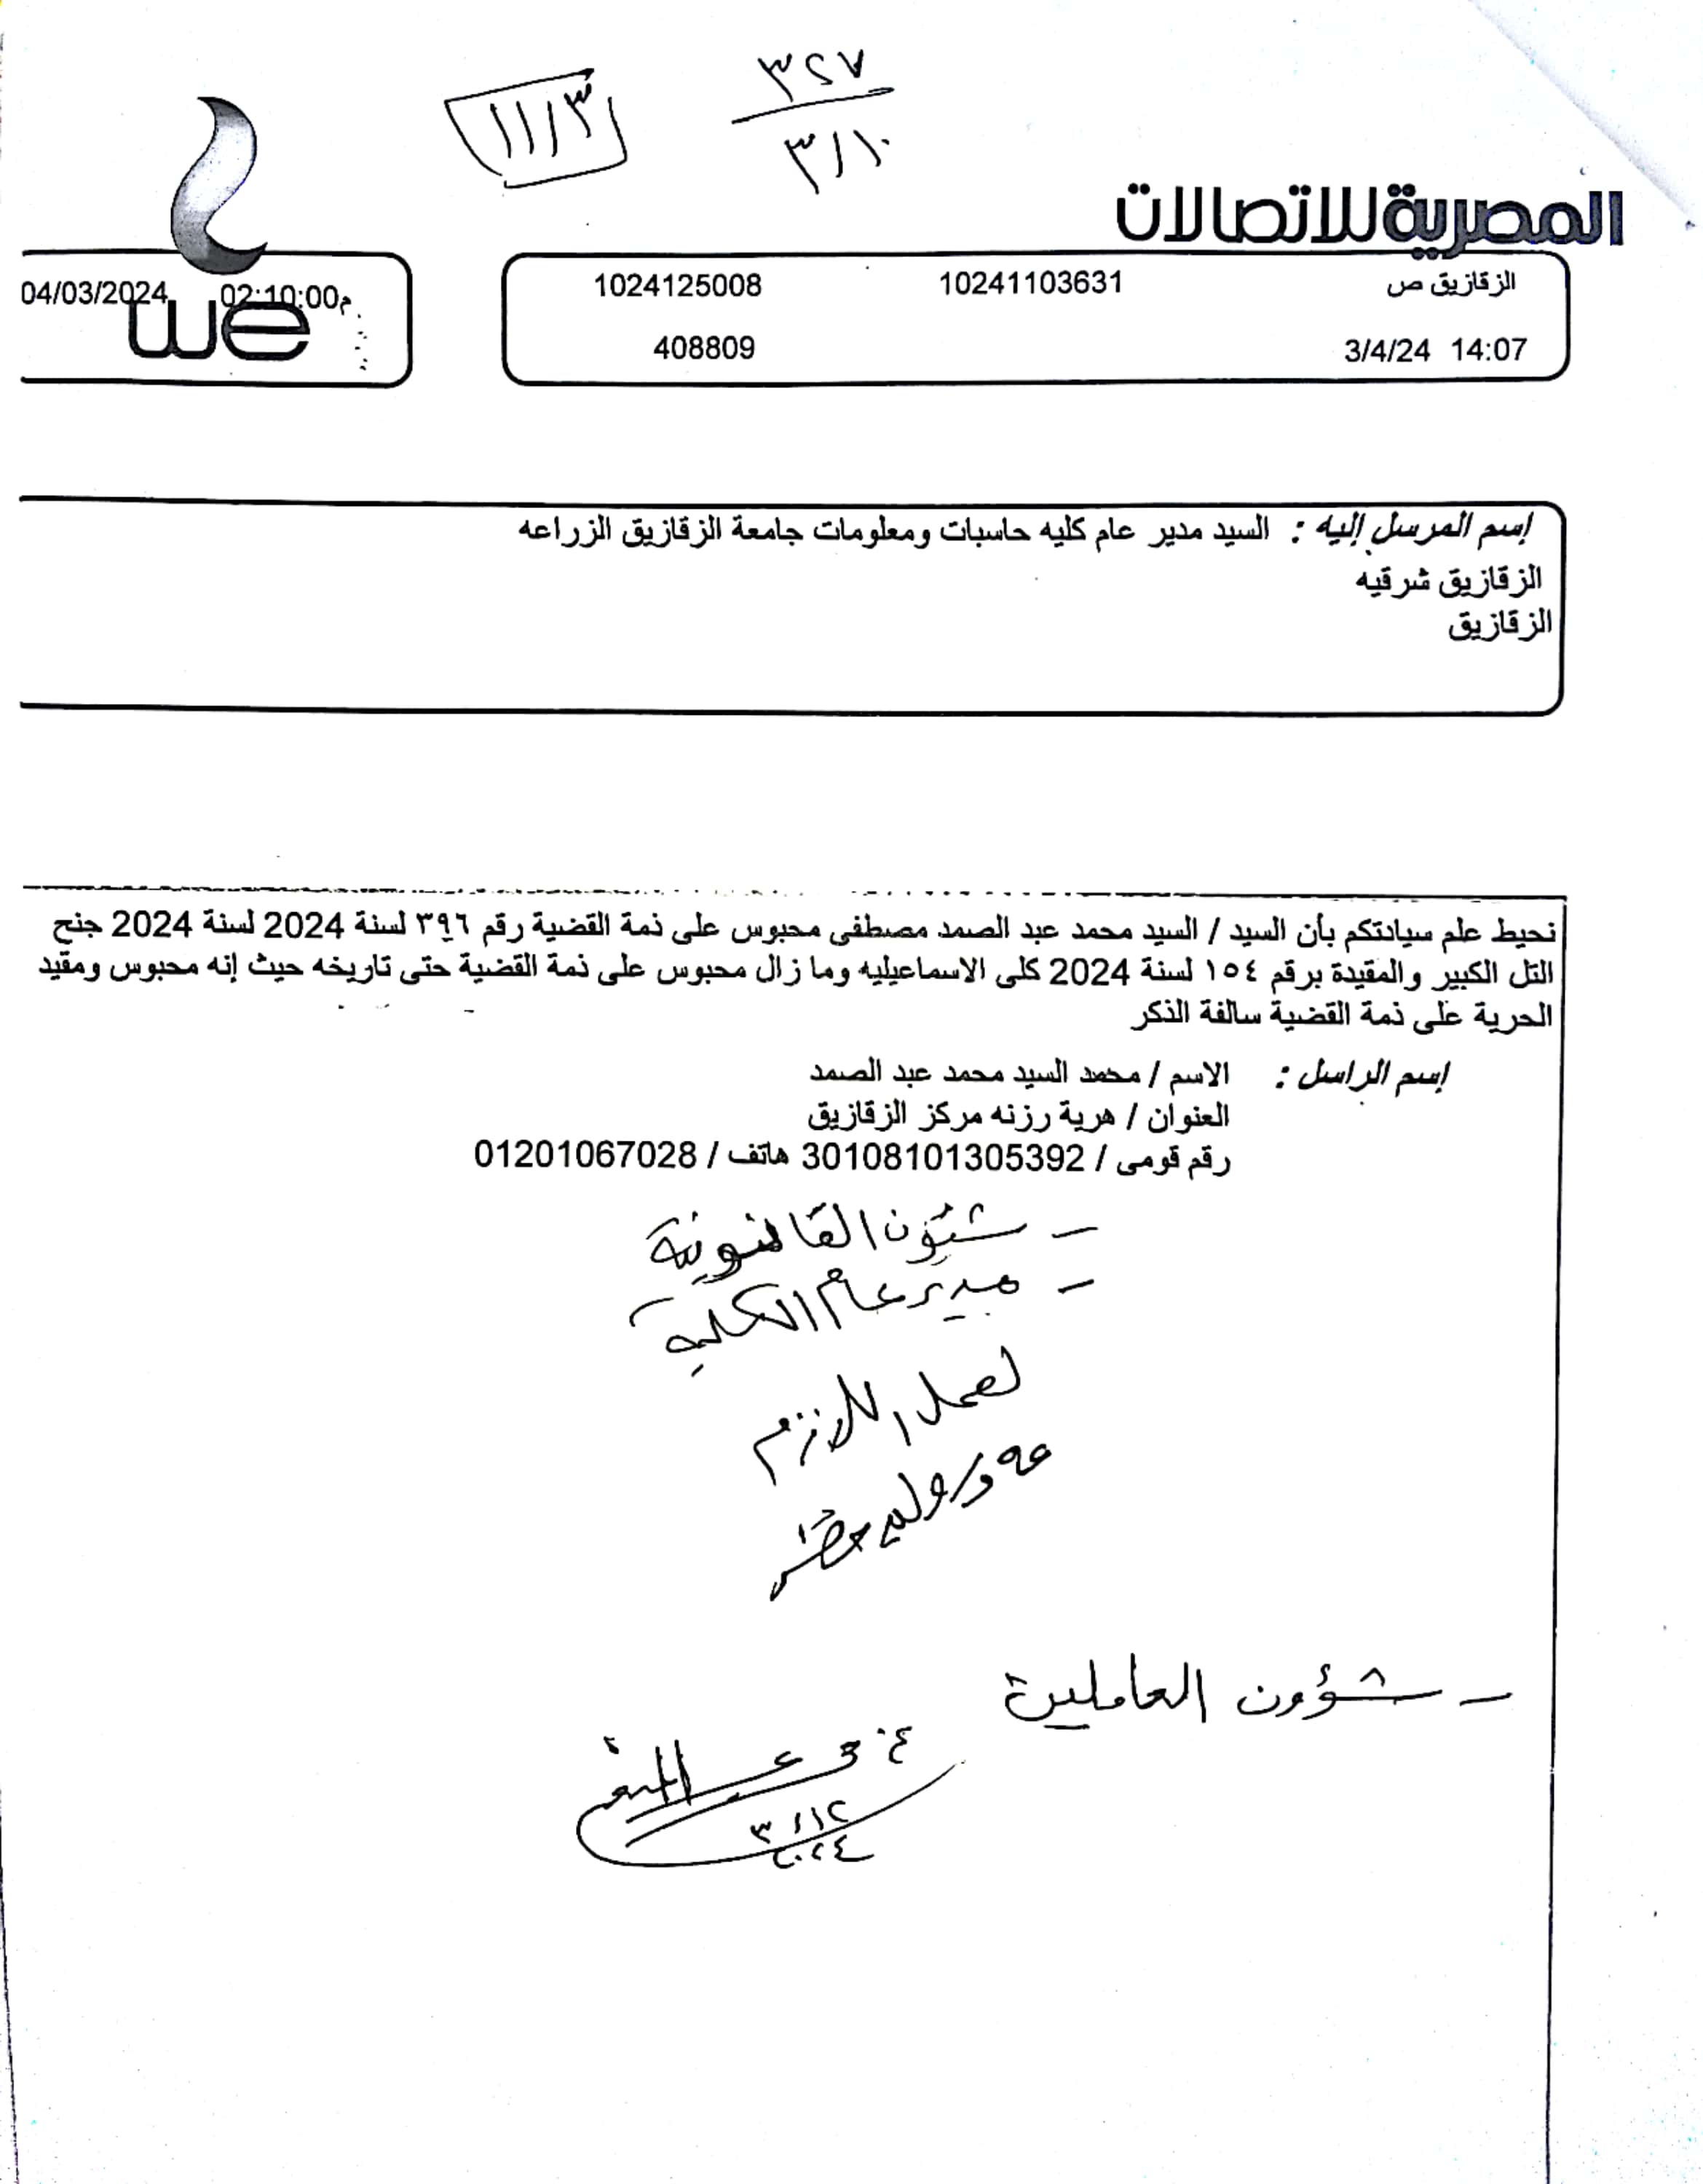 ٣٢٧
٣/١٠
١١/٣
المصرية للاتصالات
we
الزقازيق ص 10241103631 1024125008
3/4/24 14:07 408809
04/03/2024 02:10:00م
إسم المرسل إليه : السيد مدير عام كليه حاسبات ومعلومات جامعة الزقازيق الزراعه
الزقازيق شرقيه
الزقازيق
نحيط علم سيادتكم بأن السيد / السيد محمد عبد الصمد مصطفى محبوس على ذمة القضية رقم ٣٩٦ لسنة 2024 لسنة 2024 جنح
التل الكبير والمقيدة برقم ١٥٤ لسنة 2024 كلى الاسماعيليه وما زال محبوس على ذمة القضية حتى تاريخه حيث إنه محبوس ومقيد
الحرية على ذمة القضية سالفة الذكر
إسم الراسل : الاسم / محمد السيد محمد عبد الصمد
العنوان / هرية رزنه مركز الزقازيق
رقم قومى / 30108101305392 هاتف / 01201067028
- شئون القانونية
- مدير عام الكلية
لعمل اللازم
- شؤون العاملين
عبد المنعم
٣/١٢
٢٠٢٤